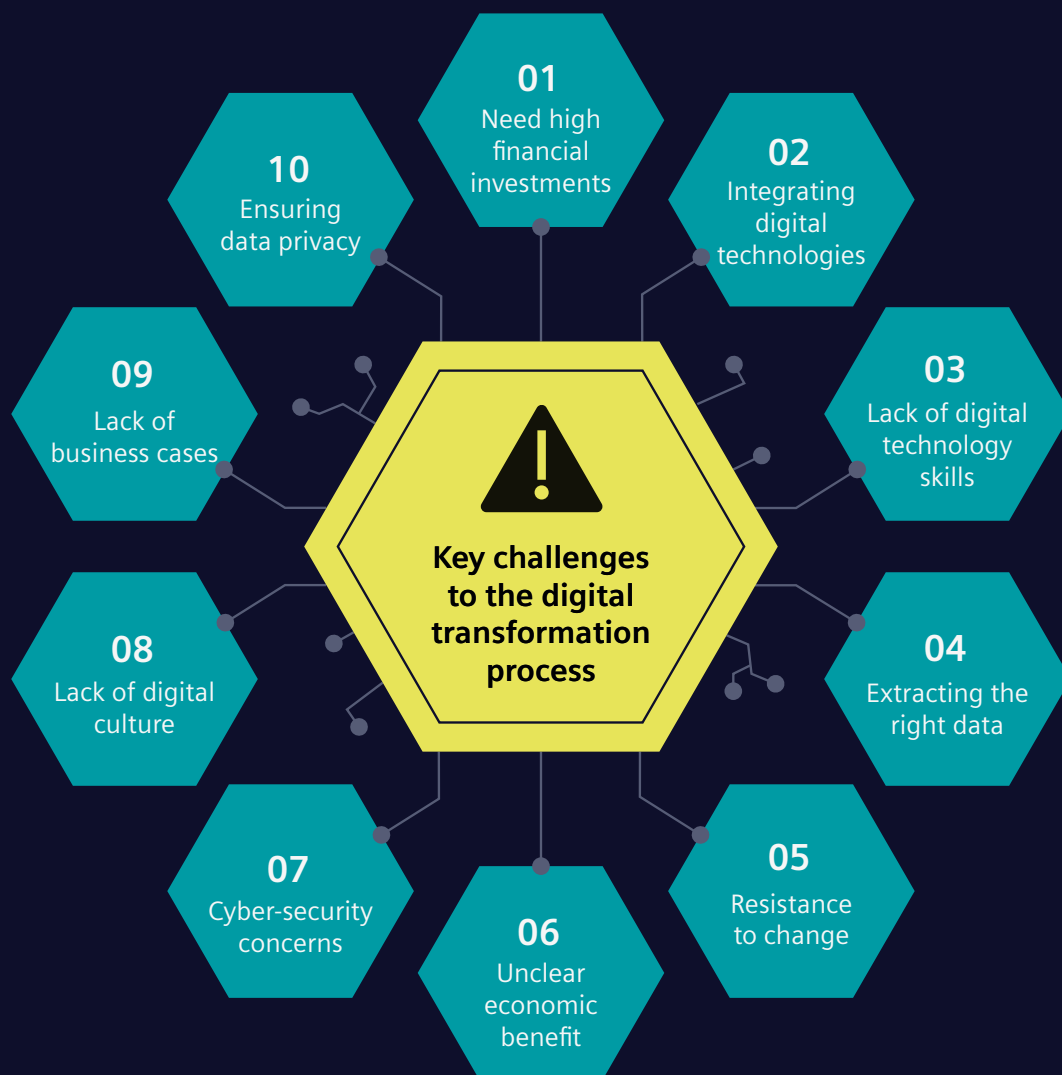 01
Need high
financial
investments
02
Integrating
digital
technologies
03
Lack of digital
technology
skills
04
Extracting the
right data
05
Resistance
to change
06
Unclear
economic
benefit
07
Cyber-security
concerns
08
Lack of digital
culture
09
Lack of
business cases
10
Ensuring
data privacy
Key challenges
to the digital
transformation
process